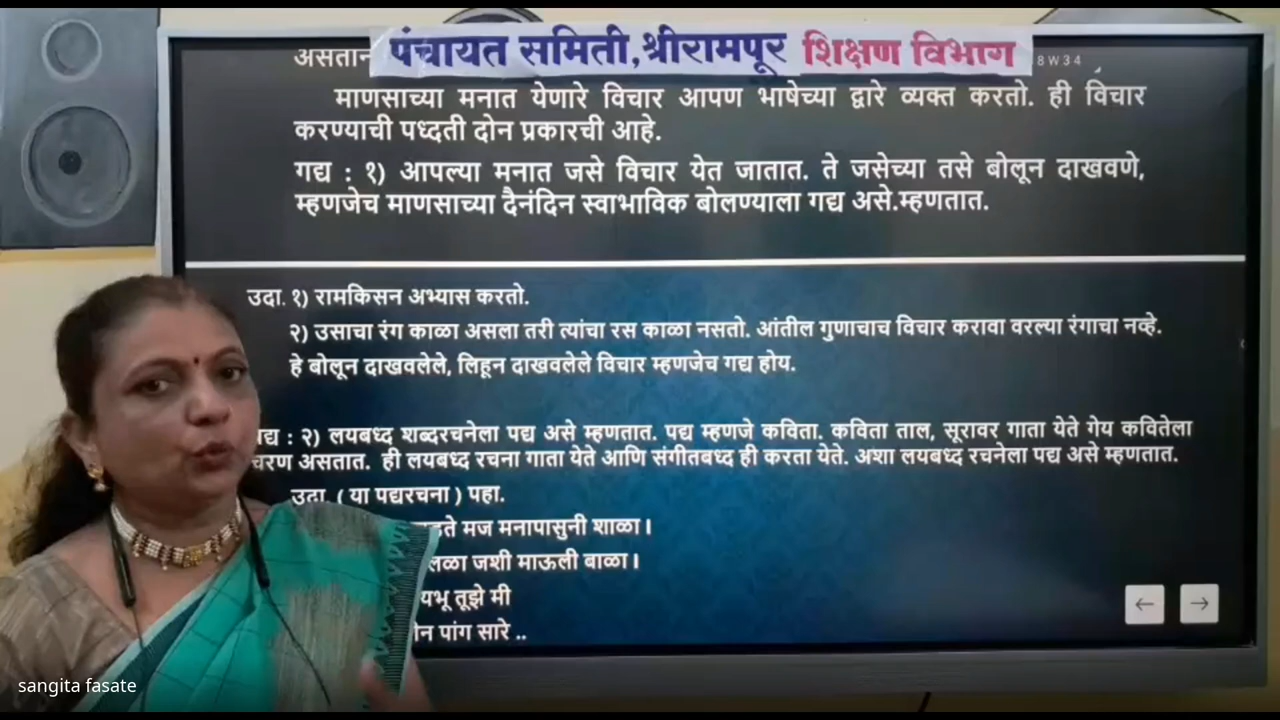 पंचायत समिती,श्रीरामपूर शिक्षण विभाग
असतान
8W34
माणसाच्या मनात येणारे विचार आपण भाषेच्या द्वारे व्यक्त करतो. ही विचार
करण्याची पध्दती दोन प्रकारची आहे.
गद्य : १) आपल्या मनात जसे विचार येत जातात. ते जसेच्या तसे बोलून दाखवणे,
म्हणजेच माणसाच्या दैनंदिन स्वाभाविक बोलण्याला गद्य असे.म्हणतात.
उदा. १) रामकिसन अभ्यास करतो.
२) उसाचा रंग काळा असला तरी त्यांचा रस काळा नसतो. आंतील गुणाचाच विचार करावा वरल्या रंगाचा नव्हे.
हे बोलून दाखवलेले, लिहून दाखवलेले विचार म्हणजेच गद्य होय.
: २) लयबध्द शब्दरचनेला पद्य असे म्हणतात. पद्य म्हणजे कविता. कविता ताल, सूरावर गाता येते गेय कवितेला
चरण असतात. ही लयबध्द रचना गाता येते आणि संगीतबध्द ही करता येते. अशा लयबध्द रचनेला पद्य असे म्हणतात.
उदा. ( या पद्यरचना ) पहा.
मज मनापासुनी शाळा।
जशी माऊली बाळा।
तूझे मी
पांग सारे ..
← →
sangita fasate